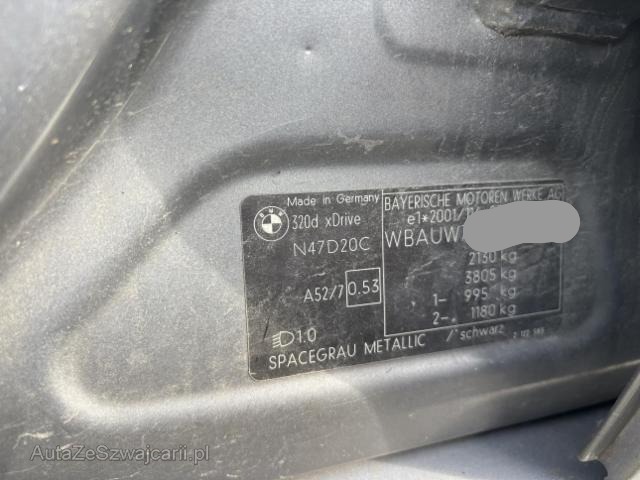 Made in Germany
320d xDrive
N47D20C
A52/7 0.53
1.0
SPACEGRAU METALLIC / schwarz
BAYERISCHE MOTOREN WERKE AG
e1*2001/
WBAUW
2130 kg
3805 kg
1- 995 kg
2-. 1180 kg
AutaZeSzwajcarii.pl